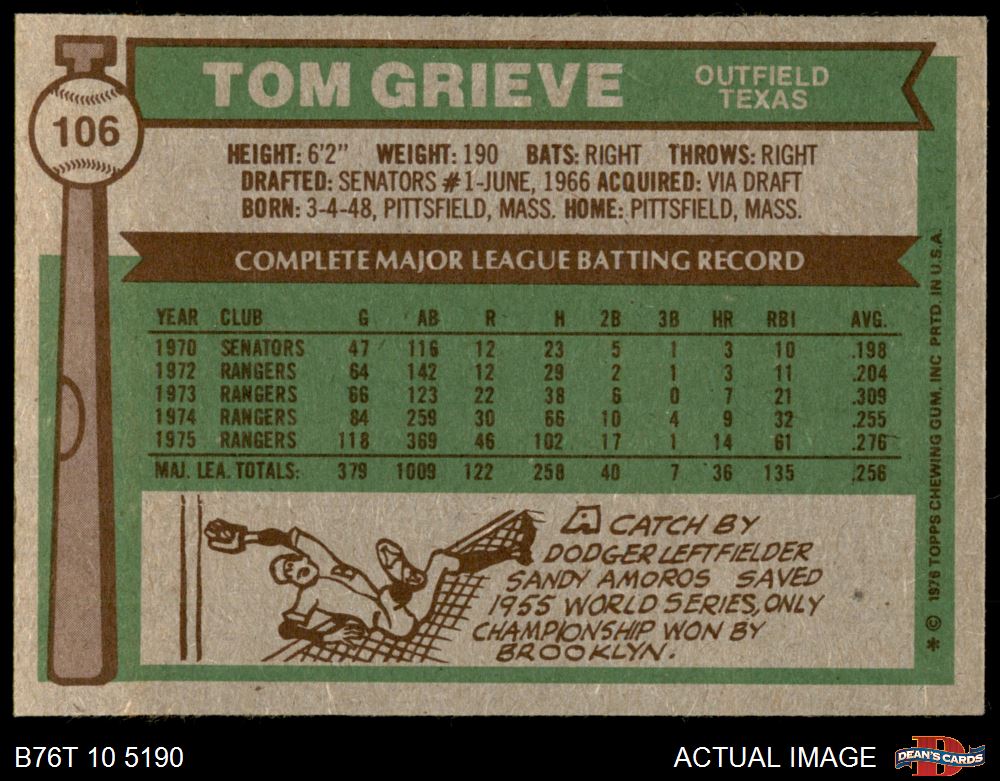 106
TOM GRIEVE
OUTFIELD
TEXAS
HEIGHT: 6'2" WEIGHT: 190 BATS: RIGHT THROWS: RIGHT
DRAFTED: SENATORS #1-JUNE, 1966 ACQUIRED: VIA DRAFT
BORN: 3-4-48, PITTSFIELD, MASS. HOME: PITTSFIELD, MASS.
COMPLETE MAJOR LEAGUE BATTING RECORD
YEAR CLUB G AB R H 2B 3B HR RBI AVG.
1970 SENATORS 47 116 12 23 5 1 3 10 .198
1972 RANGERS 64 142 12 29 2 1 3 11 .204
1973 RANGERS 66 123 22 38 6 0 7 21 .309
1974 RANGERS 84 259 30 66 10 4 9 32 .255
1975 RANGERS 118 369 46 102 17 1 14 61 .276
MAJ. LEA. TOTALS: 379 1009 122 258 40 7 36 135 .256
A CATCH BY
DODGER LEFTFIELDER
SANDY AMOROS SAVED
1955 WORLD SERIES, ONLY
CHAMPIONSHIP WON BY
BROOKLYN.
* © 1976 TOPPS CHEWING GUM, INC PRTD. IN U.S.A.
B76T 10 5190
ACTUAL IMAGE
D
DEAN'S CARDS